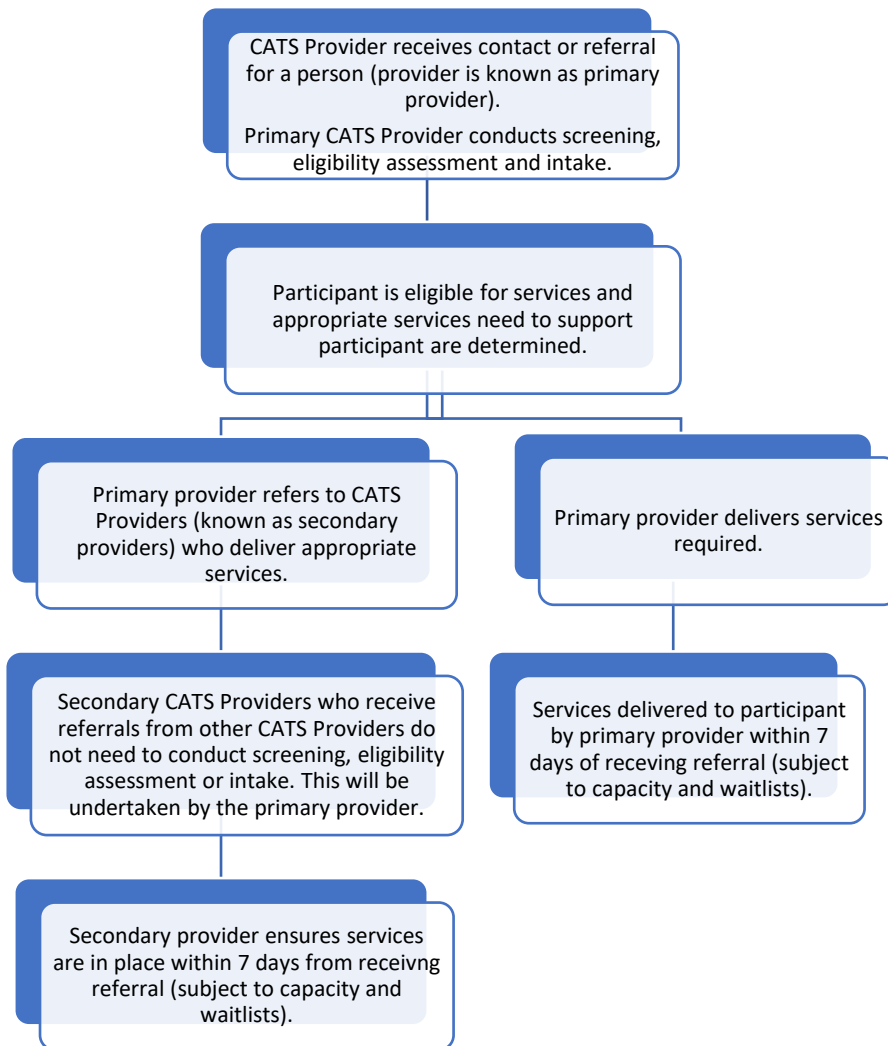 CATS Provider receives contact or referral
for a person (provider is known as primary
provider).
Primary CATS Provider conducts screening,
eligibility assessment and intake.
Participant is eligible for services and
appropriate services need to support
participant are determined.
Primary provider refers to CATS
Providers (known as secondary
providers) who deliver appropriate
services.
Primary provider delivers services
required.
Secondary CATS Providers who receive
referrals from other CATS Providers do
not need to conduct screening, eligibility
assessment or intake. This will be
undertaken by the primary provider.
Services delivered to participant
by primary provider within 7
days of receving referral (subject
to capacity and waitlists).
Secondary provider ensures services
are in place within 7 days from receivng
referral (subject to capacity and
waitlists).